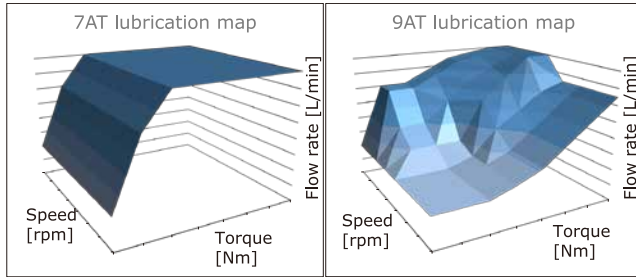 7AT lubrication map
Flow rate [L/min]
Speed
[rpm]
Torque
[Nm]
9AT lubrication map
Flow rate [L/min]
Speed
[rpm]
Torque
[Nm]